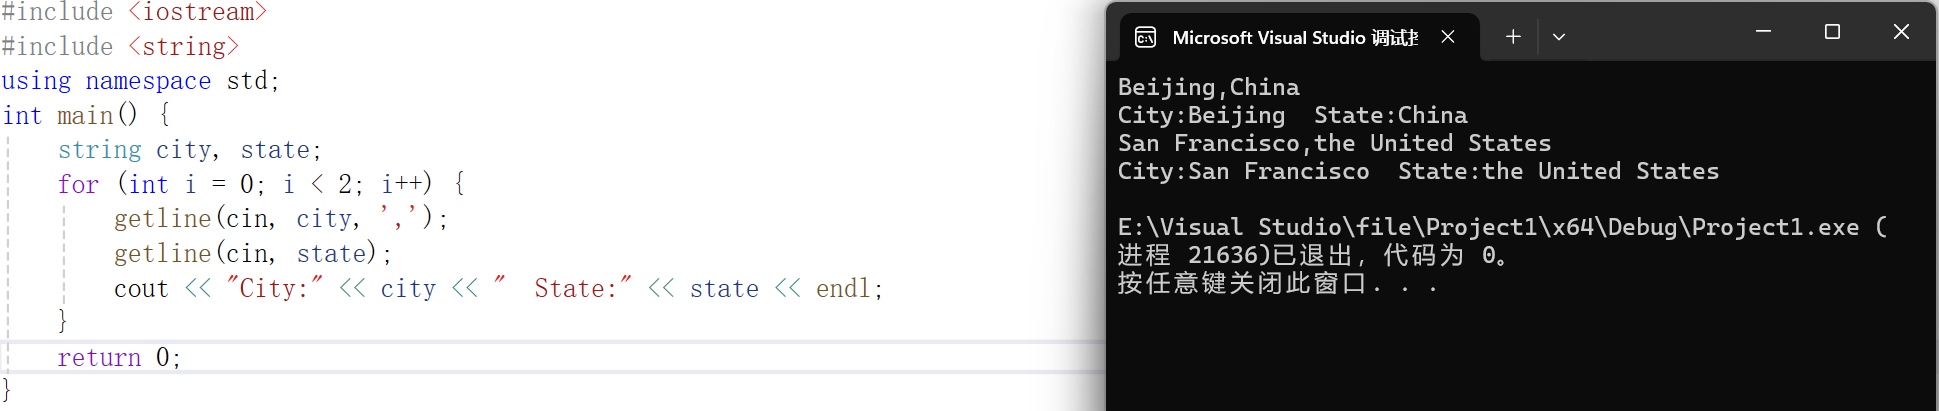 #include <iostream>
#include <string>
using namespace std;
int main() {
    string city, state;
    for (int i = 0; i < 2; i++) {
        getline(cin, city, ',');
        getline(cin, state);
        cout << "City:" << city << "  State:" << state << endl;
    }
    return 0;
}
Microsoft Visual Studio 调试
Beijing,China
City:Beijing  State:China
San Francisco,the United States
City:San Francisco  State:the United States
E:\Visual Studio\file\Project1\x64\Debug\Project1.exe (
进程 21636)已退出，代码为 0。
按任意键关闭此窗口. . .